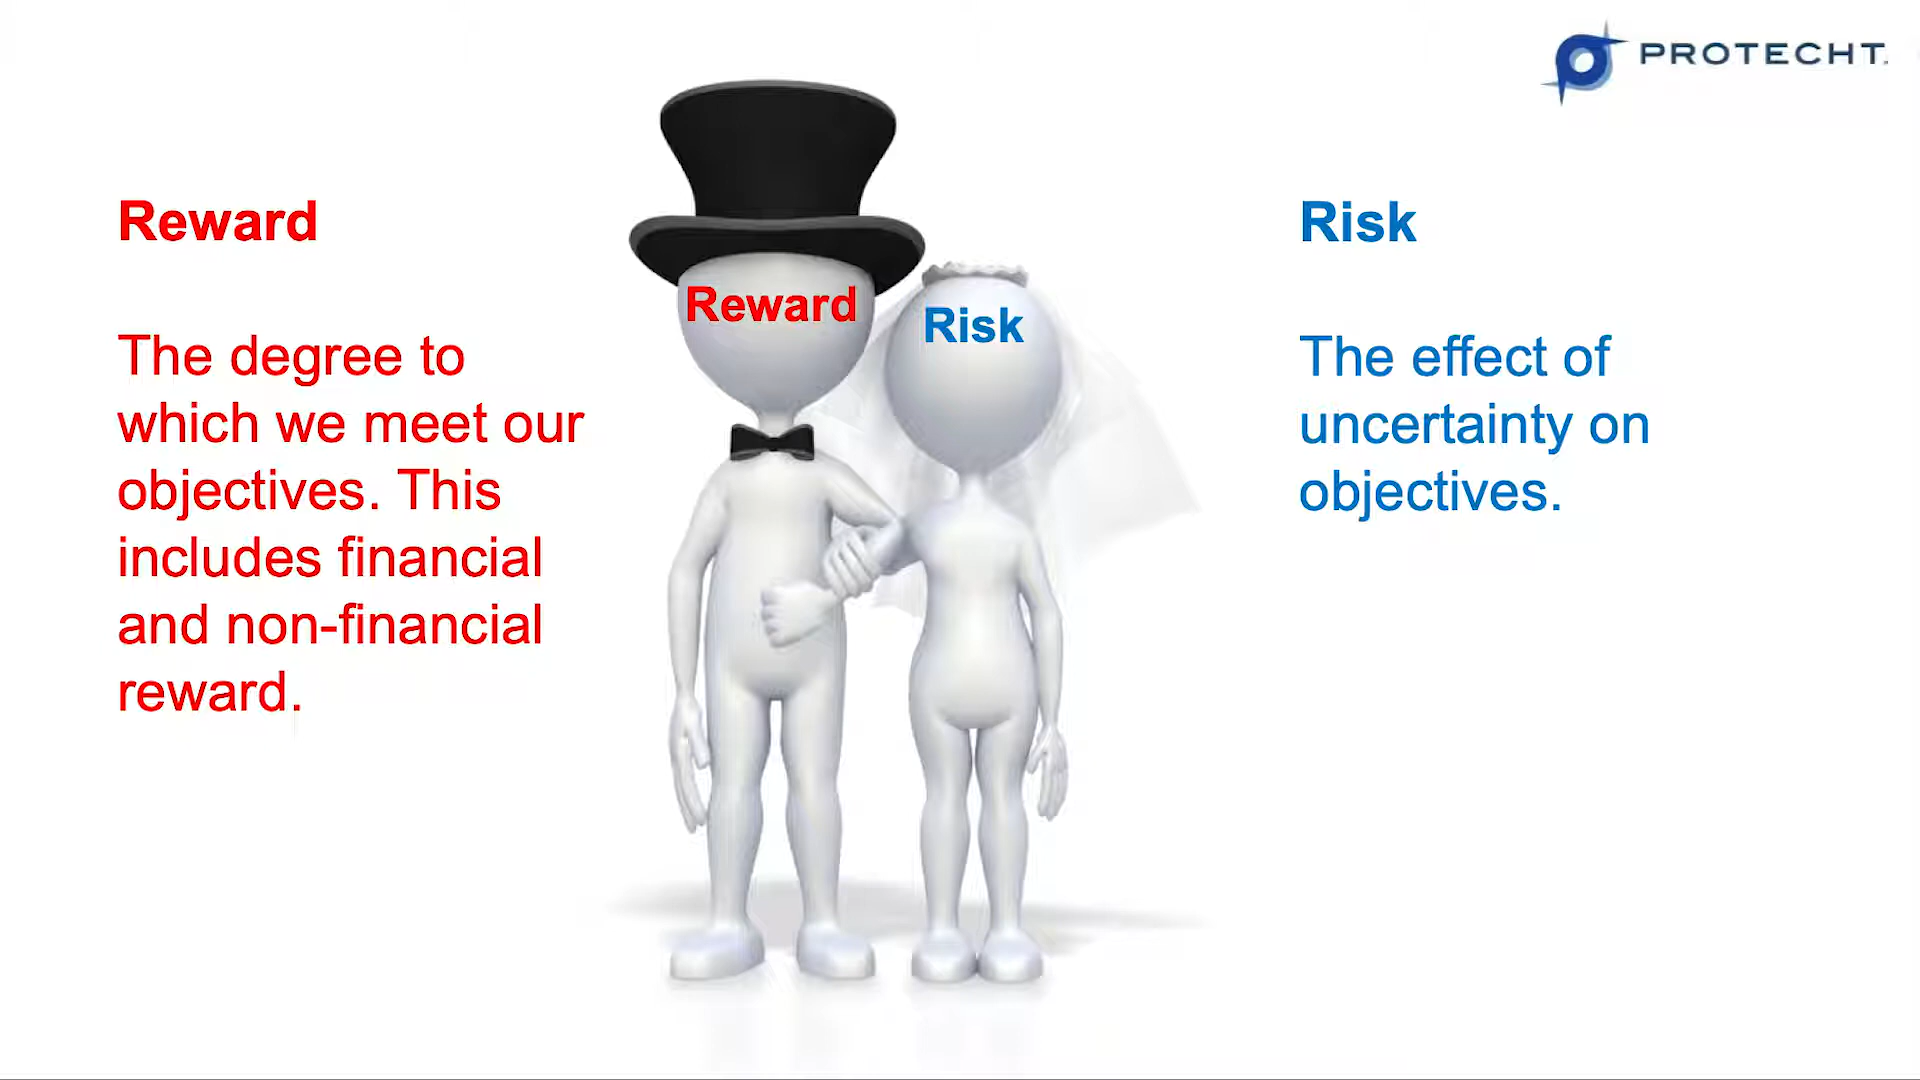 PROTECHT
Reward
The degree to
which we meet our
objectives. This
includes financial
and non-financial
reward.
Reward
Risk
Risk
The effect of
uncertainty on
objectives.